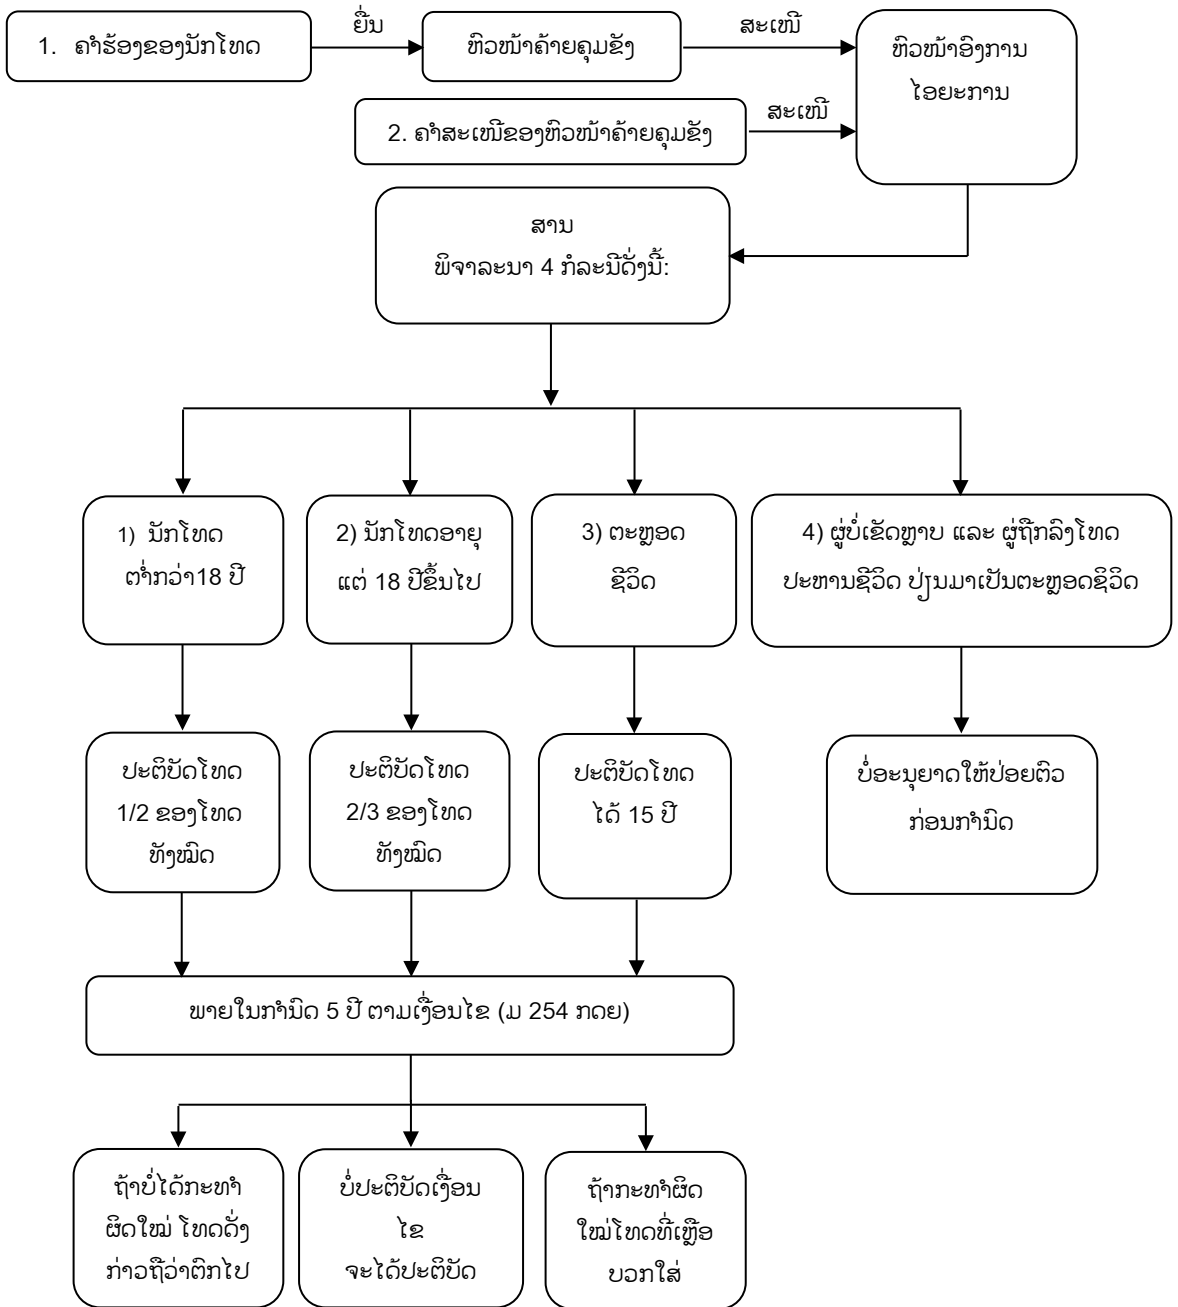 1. ຄໍາຮ້ອງຂອງນັກໂທດ
ຍື່ນ
ຫົວໜ້າຄ້າຍຄຸມຂັງ
ສະເໜີ
ຫົວໜ້າອົງການ
ໄອຍະການ
2. ຄໍາສະເໜີຂອງຫົວໜ້າຄ້າຍຄຸມຂັງ
ສະເໜີ
ສານ
ພິຈາລະນາ 4 ກໍລະນີດັ່ງນີ້:
1) ນັກໂທດ
ຕໍ່າກວ່າ18 ປີ
2) ນັກໂທດອາຍຸ
ແຕ່ 18 ປີຂຶ້ນໄປ
3) ຕະຫຼອດ
ຊີວິດ
4) ຜູ່ບໍ່ເຂັດຫຼາບ ແລະ ຜູ່ຖືກລົງໂທດ
ປະຫານຊີວິດ ປ່ຽນມາເປັນຕະຫຼອດຊິວິດ
ປະຕິບັດໂທດ
1/2 ຂອງໂທດ
ທັງໝົດ
ປະຕິບັດໂທດ
2/3 ຂອງໂທດ
ທັງໝົດ
ປະຕິບັດໂທດ
ໄດ້ 15 ປີ
ບໍ່ອະນຸຍາດໃຫ້ປ່ອຍຕົວ
ກ່ອນກໍານົດ
ພາຍໃນກໍານົດ 5 ປີ ຕາມເງື່ອນໄຂ (ມ 254 ກດຍ)
ຖ້າບໍ່ໄດ້ກະທໍາ
ຜິດໃໝ່ ໂທດດັ່ງ
ກ່າວຖືວ່າຕົກໄປ
ບໍ່ປະຕິບັດເງື່ອນ
ໄຂ
ຈະໄດ້ປະຕິບັດ
ຖ້າກະທໍາຜິດ
ໃໝ່ໂທດທີ່ເຫຼືອ
ບວກໃສ່